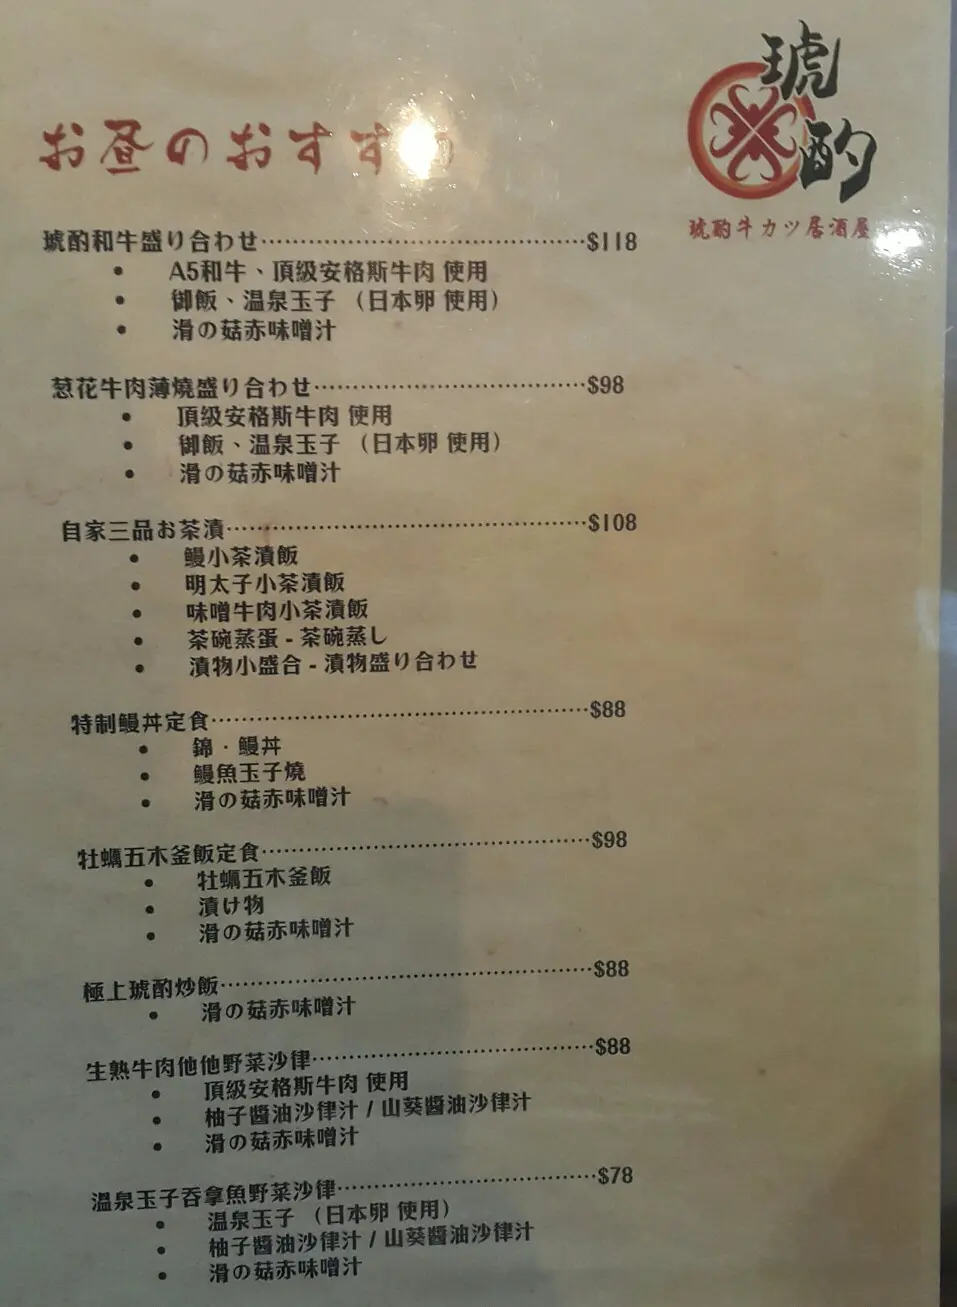 琥酌
お昼のおすす
琥酌牛カツ居酒屋
琥酌和牛盛り合わせ……………………………………$118
• A5和牛、頂級安格斯牛肉 使用
• 御飯、温泉玉子 （日本卵 使用）
• 滑の菇赤味噌汁
葱花牛肉薄燒盛り合わせ……………………………$98
• 頂級安格斯牛肉 使用
• 御飯、温泉玉子 （日本卵 使用）
• 滑の菇赤味噌汁
自家三品お茶漬……………………………………$108
• 鰻小茶漬飯
• 明太子小茶漬飯
• 味噌牛肉小茶漬飯
• 茶碗蒸蛋 - 茶碗蒸し
• 漬物小盛合 - 漬物盛り合わせ
特制鰻丼定食……………………………………$88
• 錦 · 鰻丼
• 鰻魚玉子燒
• 滑の菇赤味噌汁
牡蠣五木釜飯定食…………………………………$98
• 牡蠣五木釜飯
• 漬け物
• 滑の菇赤味噌汁
極上琥酌炒飯……………………………………$88
• 滑の菇赤味噌汁
生熟牛肉他他野菜沙律……………………………$88
• 頂級安格斯牛肉 使用
• 柚子醬油沙律汁 / 山葵醬油沙律汁
• 滑の菇赤味噌汁
温泉玉子吞拿魚野菜沙律……………………………$78
• 温泉玉子 （日本卵 使用）
• 柚子醬油沙律汁 / 山葵醬油沙律汁
• 滑の菇赤味噌汁